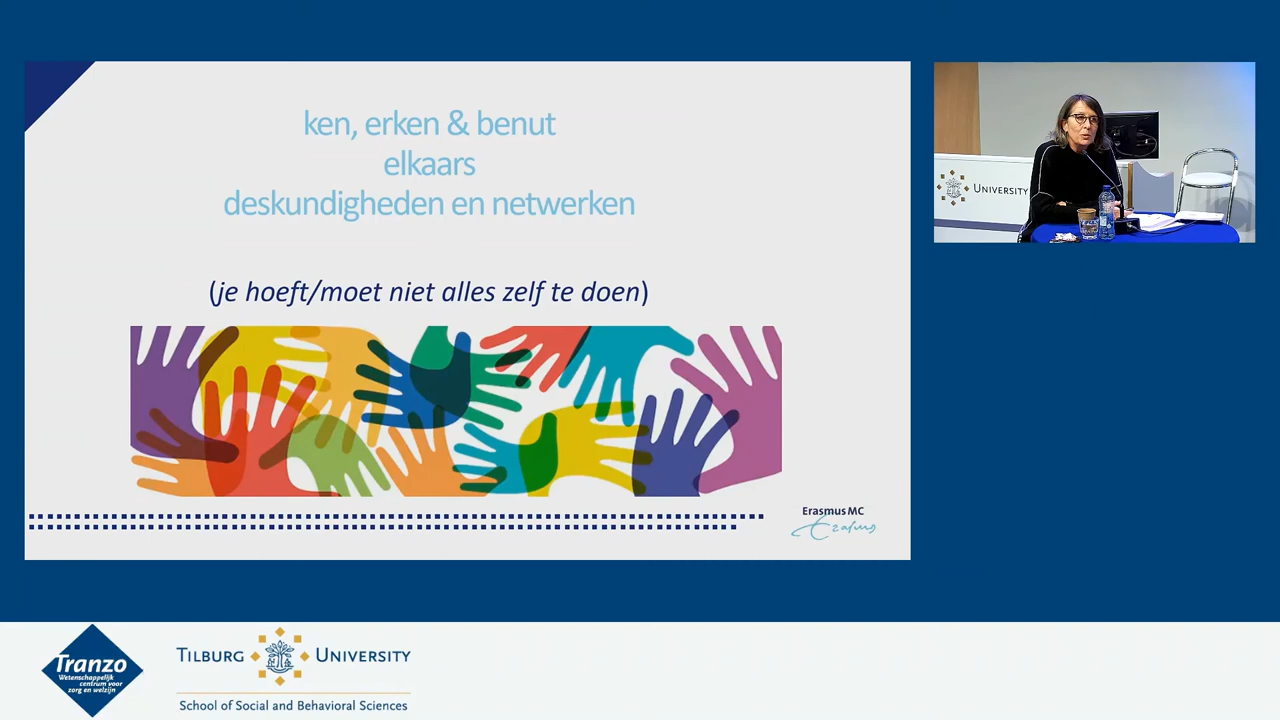 ken, erken & benut
elkaars
deskundigheden en netwerken
(je hoeft/moet niet alles zelf te doen)
Erasmus MC
Erasmus
UNIVERSITY
Tranzo
Wetenschappelijk
centrum voor
zorg en welzijn
TILBURG UNIVERSITY
School of Social and Behavioral Sciences